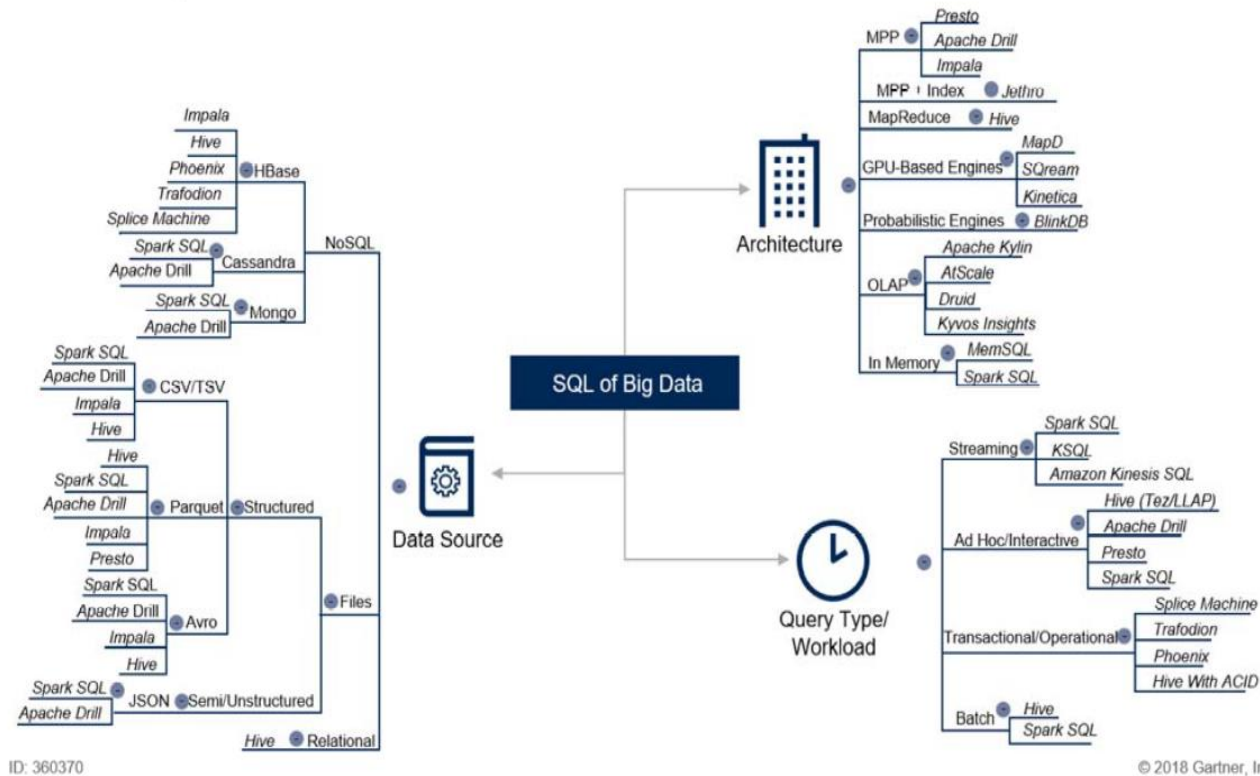 SQL of Big Data
Architecture
MPP
Presto
Apache Drill
Impala
MPP + Index
Jethro
MapReduce
Hive
GPU-Based Engines
MapD
SQream
Kinetica
Probabilistic Engines
BlinkDB
OLAP
Apache Kylin
AtScale
Druid
Kyvos Insights
In Memory
MemSQL
Spark SQL
Data Source
NoSQL
HBase
Impala
Hive
Phoenix
Trafodion
Splice Machine
Cassandra
Spark SQL
Apache Drill
Mongo
Spark SQL
Apache Drill
Files
Structured
CSV/TSV
Spark SQL
Apache Drill
Impala
Hive
Parquet
Hive
Spark SQL
Apache Drill
Impala
Presto
Avro
Spark SQL
Apache Drill
Impala
Hive
Semi/Unstructured
JSON
Spark SQL
Apache Drill
Relational
Hive
Query Type/
Workload
Streaming
Spark SQL
KSQL
Amazon Kinesis SQL
Ad Hoc/Interactive
Hive (Tez/LLAP)
Apache Drill
Presto
Spark SQL
Transactional/Operational
Splice Machine
Trafodion
Phoenix
Hive With ACID
Batch
Hive
Spark SQL
ID: 360370
© 2018 Gartner,